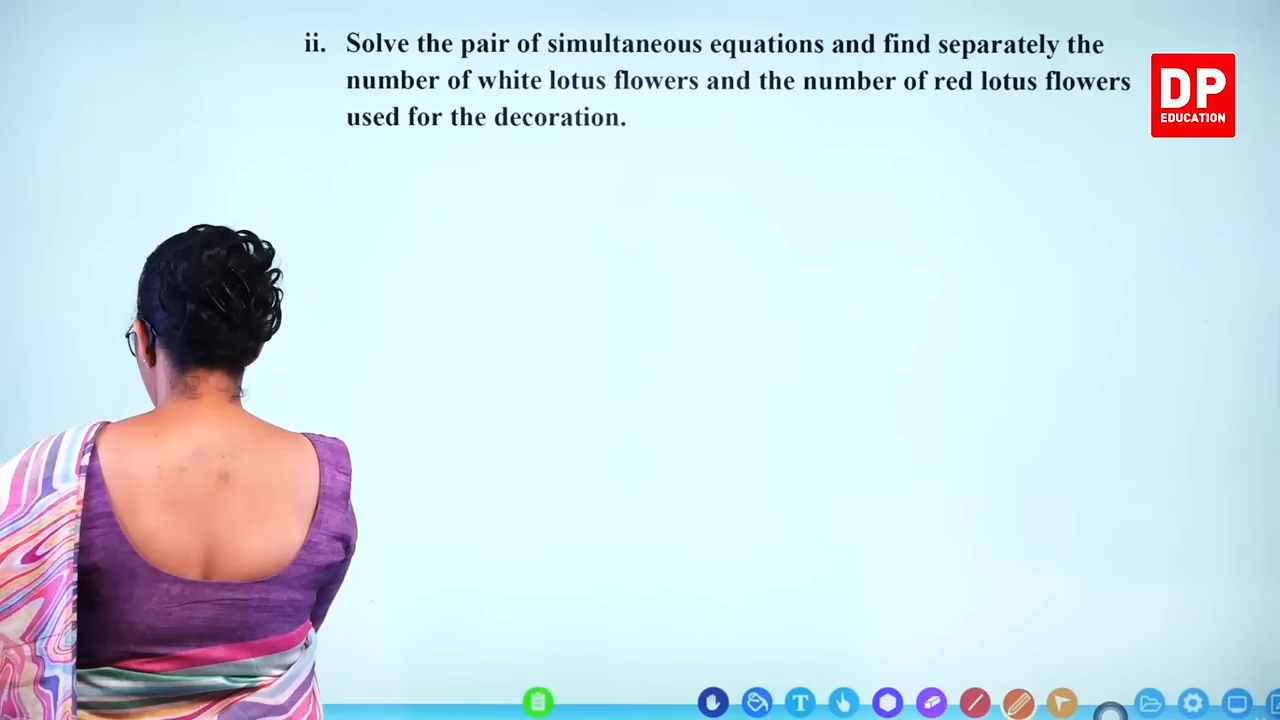 ii. Solve the pair of simultaneous equations and find separately the
number of white lotus flowers and the number of red lotus flowers
used for the decoration.
DP
EDUCATION
T